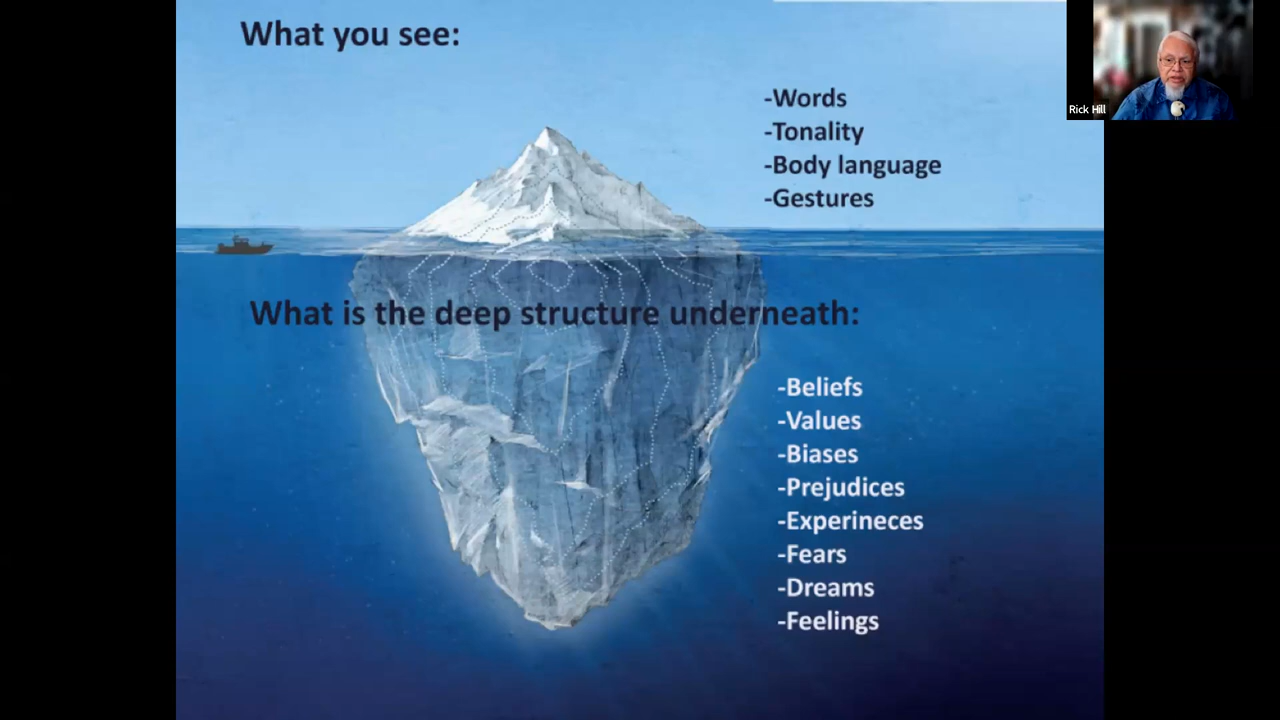 What you see:
-Words
-Tonality
-Body language
-Gestures
What is the deep structure underneath:
-Beliefs
-Values
-Biases
-Prejudices
-Experineces
-Fears
-Dreams
-Feelings
Rick Hill